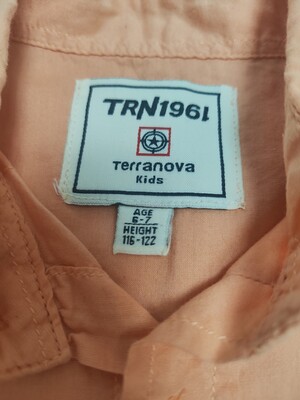 TRN1961
Terranova
Kids
AGE
6-7
HEIGHT
116-122